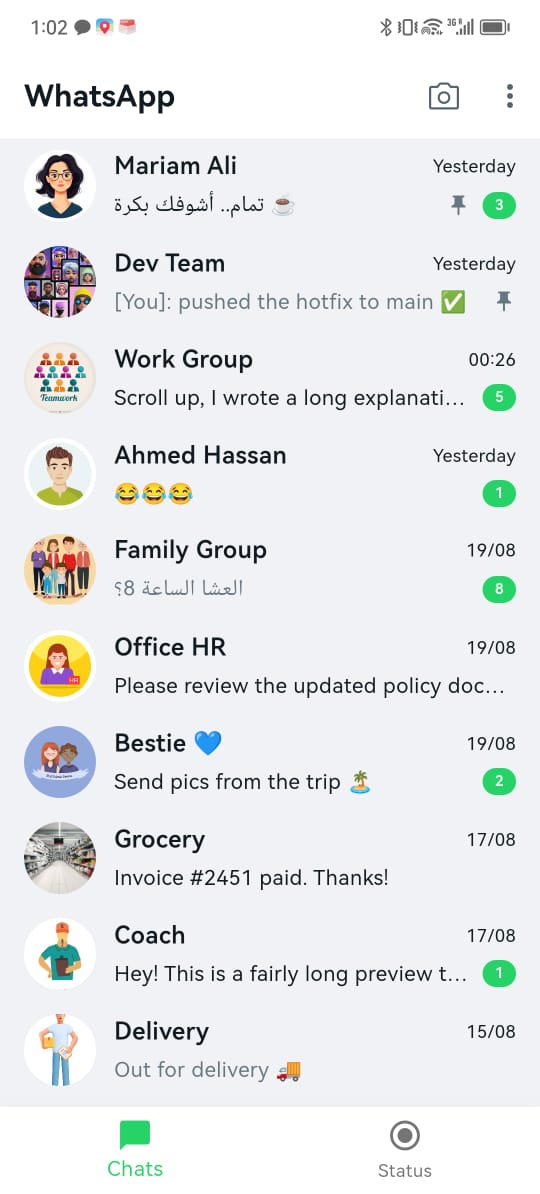 1:02
3G
WhatsApp
Mariam Ali
Yesterday
تمام.. أشوفك بكرة ☕
3
Dev Team
Yesterday
[You]: pushed the hotfix to main ✅
Teamwork
Work Group
00:26
Scroll up, I wrote a long explanati...
5
Ahmed Hassan
Yesterday
😂😂😂
1
Family Group
19/08
العشا الساعة 8؟
8
HR
Office HR
19/08
Please review the updated policy doc...
Bestie 💙
19/08
Send pics from the trip 🏝️
2
Grocery
17/08
Invoice #2451 paid. Thanks!
Coach
17/08
Hey! This is a fairly long preview t...
1
Delivery
15/08
Out for delivery 🚚
Chats
Status